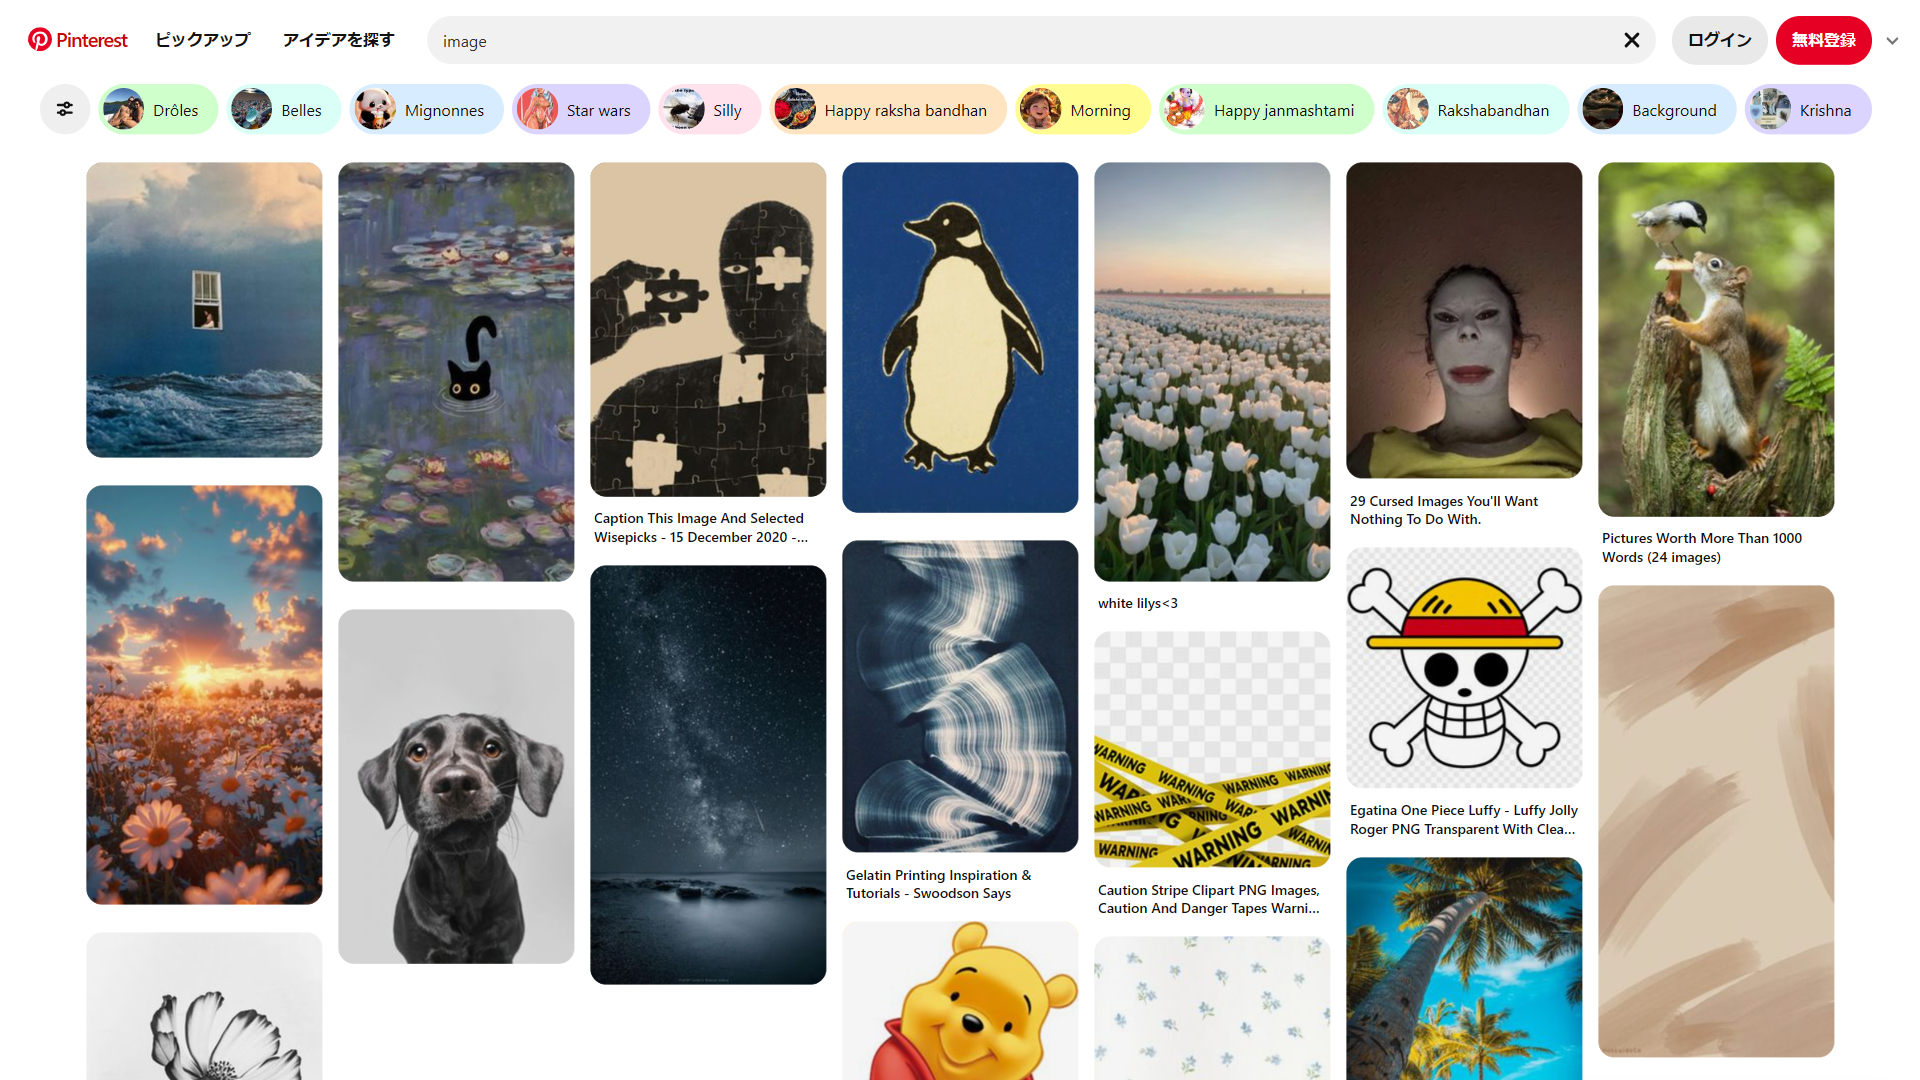 Pinterest
ピックアップ
アイデアを探す
image
ログイン
無料登録
Drôles
Belles
Mignonnes
Star wars
Silly
Happy raksha bandhan
Morning
Happy janmashtami
Rakshabandhan
Background
Krishna
Caption This Image And Selected
Wisepicks - 15 December 2020 -...
Gelatin Printing Inspiration &
Tutorials - Swoodson Says
white lilys<3
WARNING WARNING WARNING WARNING
WARNING WARNING
WARNING WARNING WARNING
Caution Stripe Clipart PNG Images,
Caution And Danger Tapes Warni...
29 Cursed Images You'll Want
Nothing To Do With.
Egatina One Piece Luffy - Luffy Jolly
Roger PNG Transparent With Clea...
Pictures Worth More Than 1000
Words (24 images)